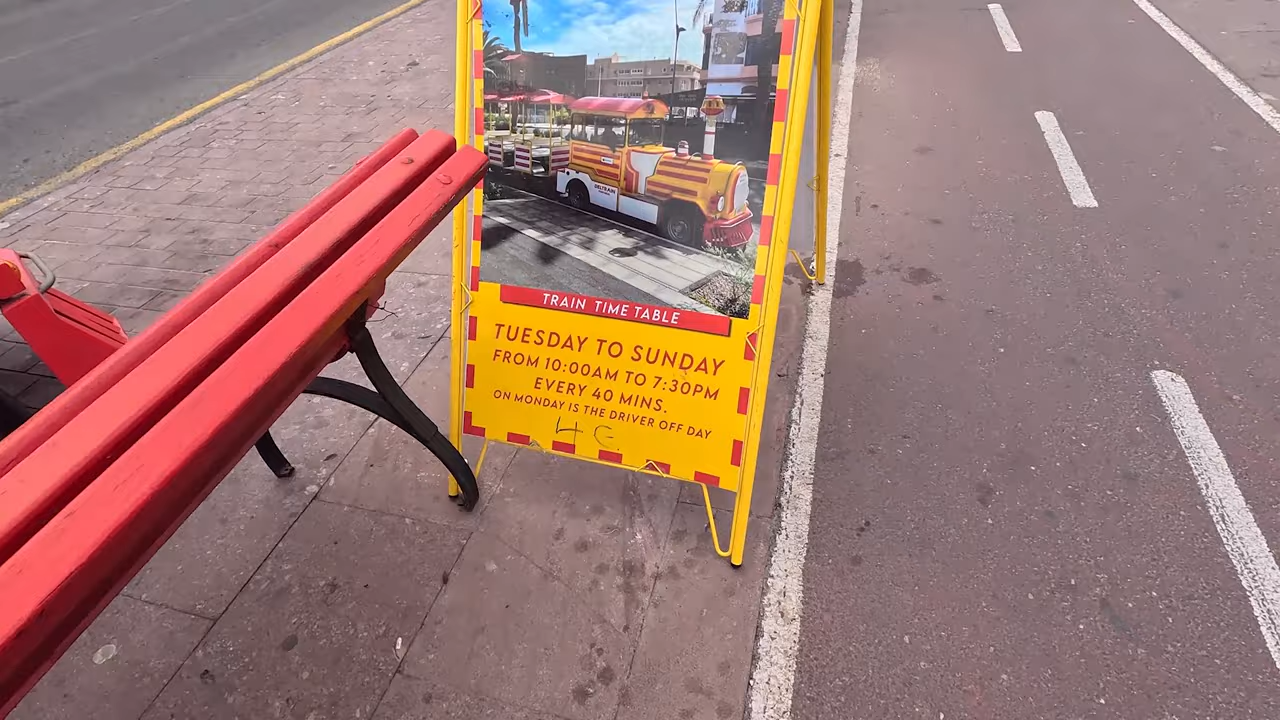 BELTRAIN
TRAIN TIME TABLE
TUESDAY TO SUNDAY
FROM 10:00AM TO 7:30PM
EVERY 40 MINS.
ON MONDAY IS THE DRIVER OFF DAY